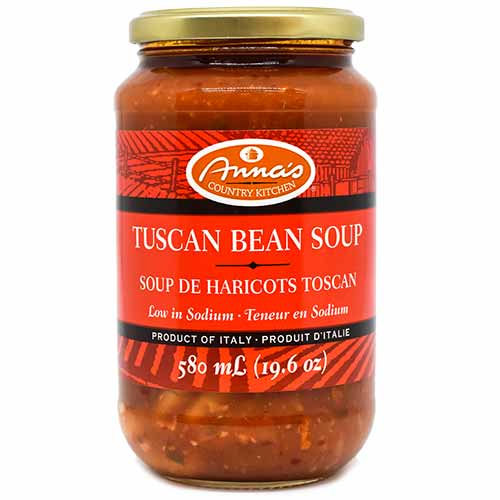 Anna's
COUNTRY KITCHEN
TUSCAN BEAN SOUP
SOUP DE HARICOTS TOSCAN
Low in Sodium · Teneur en Sodium
PRODUCT OF ITALY · PRODUIT D'ITALIE
580 mL (19.6 oz)